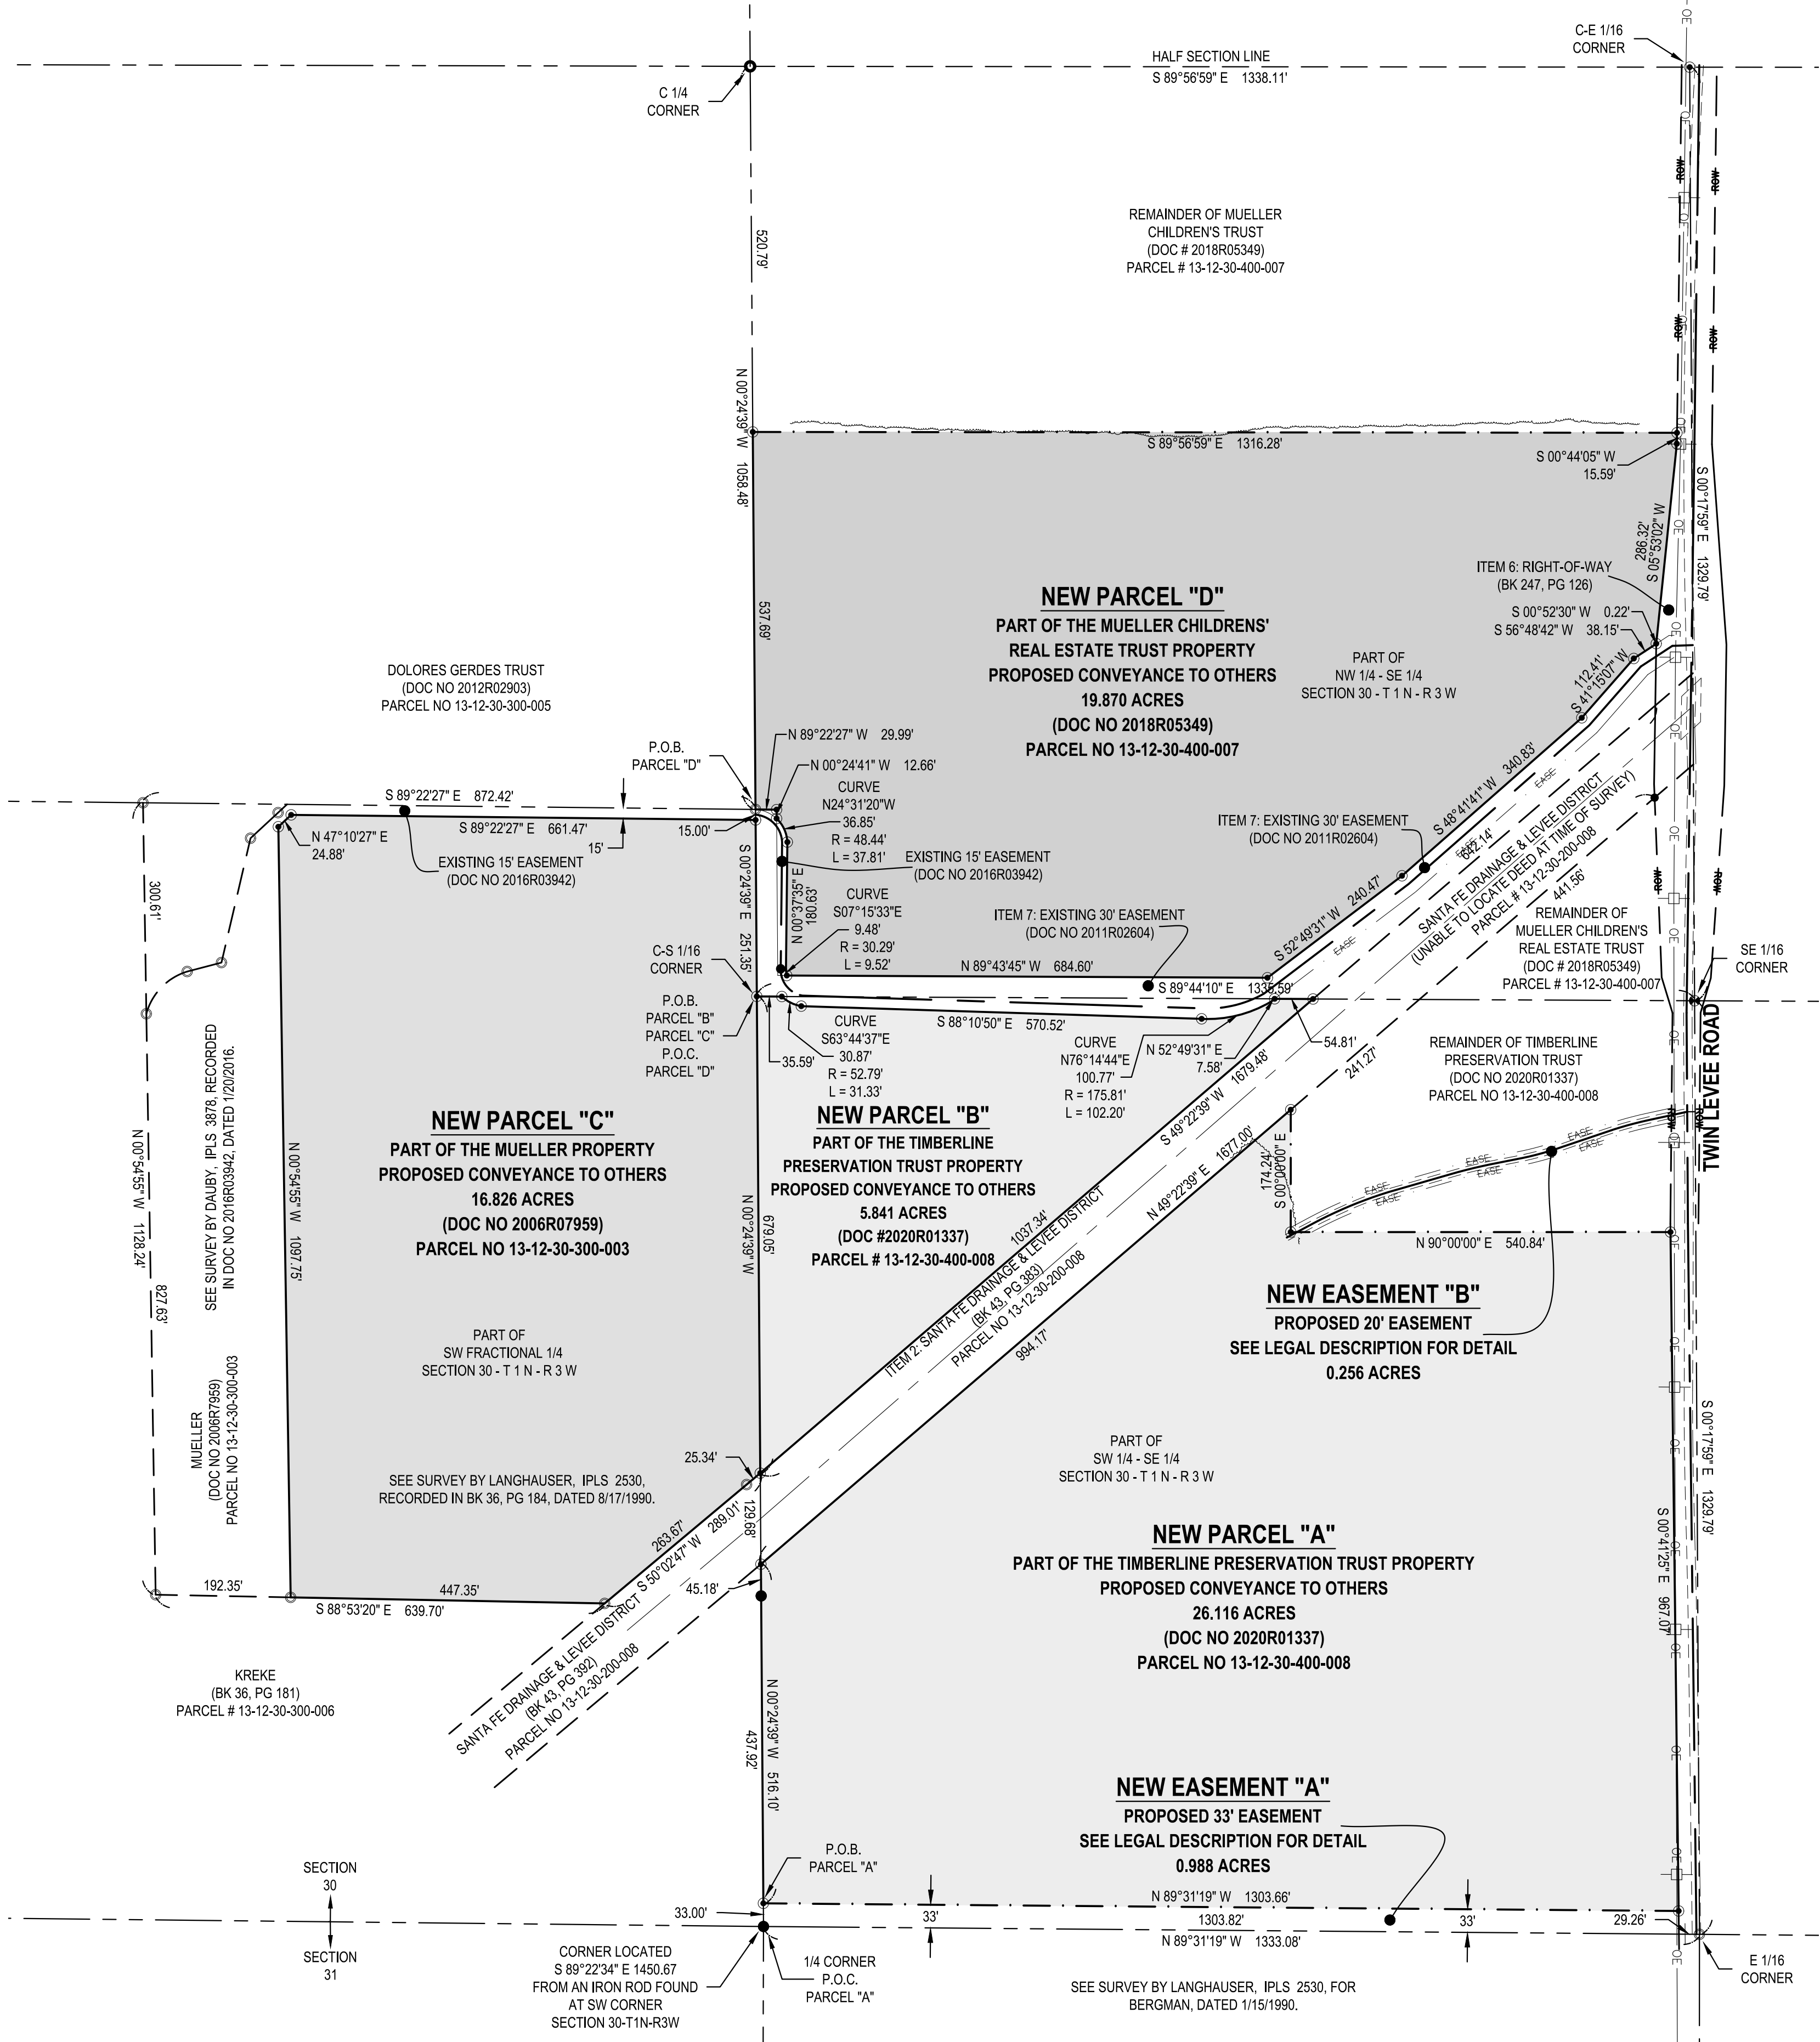 C-E 1/16
CORNER
HALF SECTION LINE
S 89°56'59" E 1338.11'
C 1/4
CORNER
OE
OE
OE
ROW
ROW
520.79'
REMAINDER OF MUELLER
CHILDREN'S TRUST
(DOC # 2018R05349)
PARCEL # 13-12-30-400-007
ROW
OE
ROW
N 00°24'39" W 1058.48'
S 89°56'59" E 1316.28'
S 00°44'05" W
15.59'
S 00°17'59" E 1329.79'
286.32'
S 05°53'02" W
OE
ITEM 6: RIGHT-OF-WAY
(BK 247, PG 126)
S 00°52'30" W 0.22'
S 56°48'42" W 38.15'
537.69'
NEW PARCEL "D"
PART OF THE MUELLER CHILDRENS'
REAL ESTATE TRUST PROPERTY
PROPOSED CONVEYANCE TO OTHERS
19.870 ACRES
(DOC NO 2018R05349)
PARCEL NO 13-12-30-400-007
PART OF
NW 1/4 - SE 1/4
SECTION 30 - T 1 N - R 3 W
112.41'
S 41°15'07" W
DOLORES GERDES TRUST
(DOC NO 2012R02903)
PARCEL NO 13-12-30-300-005
P.O.B.
PARCEL "D"
N 89°22'27" W 29.99'
N 00°24'41" W 12.66'
CURVE
N24°31'20"W
36.85'
R = 48.44'
L = 37.81'
S 89°22'27" E 872.42'
S 89°22'27" E 661.47'
15'
15.00'
N 47°10'27" E
24.88'
EXISTING 15' EASEMENT
(DOC NO 2016R03942)
EXISTING 15' EASEMENT
(DOC NO 2016R03942)
CURVE
S07°15'33"E
9.48'
R = 30.29'
L = 9.52'
N 00°37'35" E
180.63'
S 00°24'39" E 251.35'
ITEM 7: EXISTING 30' EASEMENT
(DOC NO 2011R02604)
S 48°41'41" W 340.83'
EASE
EASE
642.14'
SANTA FE DRAINAGE & LEVEE DISTRICT
(UNABLE TO LOCATE DEED AT TIME OF SURVEY)
PARCEL # 13-12-30-200-008
441.56'
ITEM 7: EXISTING 30' EASEMENT
(DOC NO 2011R02604)
S 52°49'31" W 240.47'
EASE
REMAINDER OF
MUELLER CHILDREN'S
REAL ESTATE TRUST
(DOC # 2018R05349)
PARCEL # 13-12-30-400-007
ROW
ROW
SE 1/16
CORNER
300.61'
C-S 1/16
CORNER
P.O.B.
PARCEL "B"
PARCEL "C"
P.O.C.
PARCEL "D"
N 89°43'45" W 684.60'
S 89°44'10" E 1335.59'
S 88°10'50" E 570.52'
35.59'
CURVE
S63°44'37"E
30.87'
R = 52.79'
L = 31.33'
CURVE
N76°14'44"E
100.77'
R = 175.81'
L = 102.20'
N 52°49'31" E
7.58'
54.81'
241.27'
REMAINDER OF TIMBERLINE
PRESERVATION TRUST
(DOC NO 2020R01337)
PARCEL NO 13-12-30-400-008
TWIN LEVEE ROAD
SEE SURVEY BY DAUBY, IPLS 3878, RECORDED
IN DOC NO 2016R03942, DATED 1/20/2016.
N 00°54'55" W 1128.24'
827.63'
MUELLER
(DOC NO 2006R7959)
PARCEL NO 13-12-30-300-003
N 00°54'55" W 1097.75'
NEW PARCEL "C"
PART OF THE MUELLER PROPERTY
PROPOSED CONVEYANCE TO OTHERS
16.826 ACRES
(DOC NO 2006R07959)
PARCEL NO 13-12-30-300-003
NEW PARCEL "B"
PART OF THE TIMBERLINE
PRESERVATION TRUST PROPERTY
PROPOSED CONVEYANCE TO OTHERS
5.841 ACRES
(DOC #2020R01337)
PARCEL # 13-12-30-400-008
679.05'
N 00°24'39" W
S 49°22'39" W 1679.48'
N 49°22'39" E 1677.00'
1037.34'
ITEM 2: SANTA FE DRAINAGE & LEVEE DISTRICT
(BK 43, PG 383)
PARCEL NO 13-12-30-200-008
994.17'
174.24'
S 00°00'00" E
EASE
EASE
EASE
EASE
ROW
ROW
N 90°00'00" E 540.84'
NEW EASEMENT "B"
PROPOSED 20' EASEMENT
SEE LEGAL DESCRIPTION FOR DETAIL
0.256 ACRES
PART OF
SW FRACTIONAL 1/4
SECTION 30 - T 1 N - R 3 W
PART OF
SW 1/4 - SE 1/4
SECTION 30 - T 1 N - R 3 W
S 00°17'59" E 1329.79'
S 00°41'25" E 967.07'
25.34'
SEE SURVEY BY LANGHAUSER, IPLS 2530,
RECORDED IN BK 36, PG 184, DATED 8/17/1990.
129.68'
263.67'
S 50°02'47" W 289.01'
45.18'
NEW PARCEL "A"
PART OF THE TIMBERLINE PRESERVATION TRUST PROPERTY
PROPOSED CONVEYANCE TO OTHERS
26.116 ACRES
(DOC NO 2020R01337)
PARCEL NO 13-12-30-400-008
192.35'
447.35'
S 88°53'20" E 639.70'
SANTA FE DRAINAGE & LEVEE DISTRICT
(BK 43, PG 392)
PARCEL NO 13-12-30-200-008
KREKE
(BK 36, PG 181)
PARCEL # 13-12-30-300-006
N 00°24'39" W 516.10'
437.92'
NEW EASEMENT "A"
PROPOSED 33' EASEMENT
SEE LEGAL DESCRIPTION FOR DETAIL
0.988 ACRES
P.O.B.
PARCEL "A"
SECTION
30
SECTION
31
33.00'
N 89°31'19" W 1303.66'
33'
1303.82'
33'
29.26'
N 89°31'19" W 1333.08'
CORNER LOCATED
S 89°22'34" E 1450.67
FROM AN IRON ROD FOUND
AT SW CORNER
SECTION 30-T1N-R3W
1/4 CORNER
P.O.C.
PARCEL "A"
SEE SURVEY BY LANGHAUSER, IPLS 2530, FOR
BERGMAN, DATED 1/15/1990.
E 1/16
CORNER